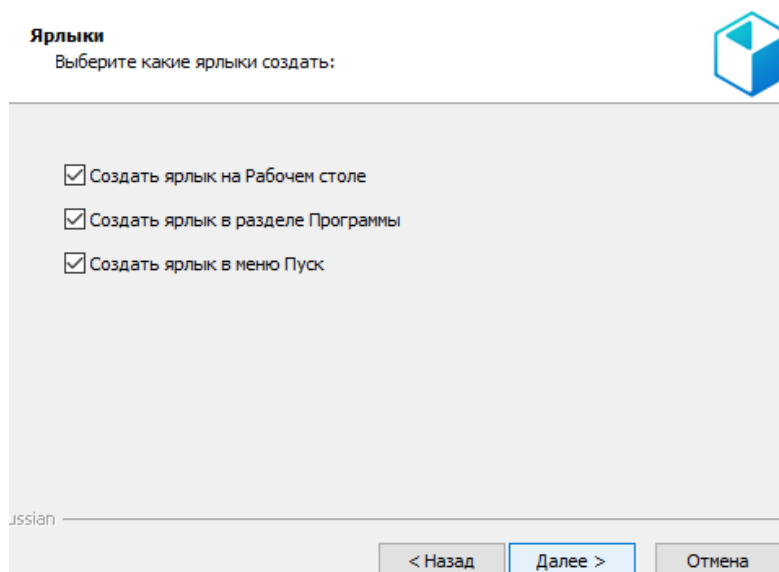 Ярлыки
Выберите какие ярлыки создать:
Создать ярлык на Рабочем столе
Создать ярлык в разделе Программы
Создать ярлык в меню Пуск
ussian
< Назад
Далее >
Отмена